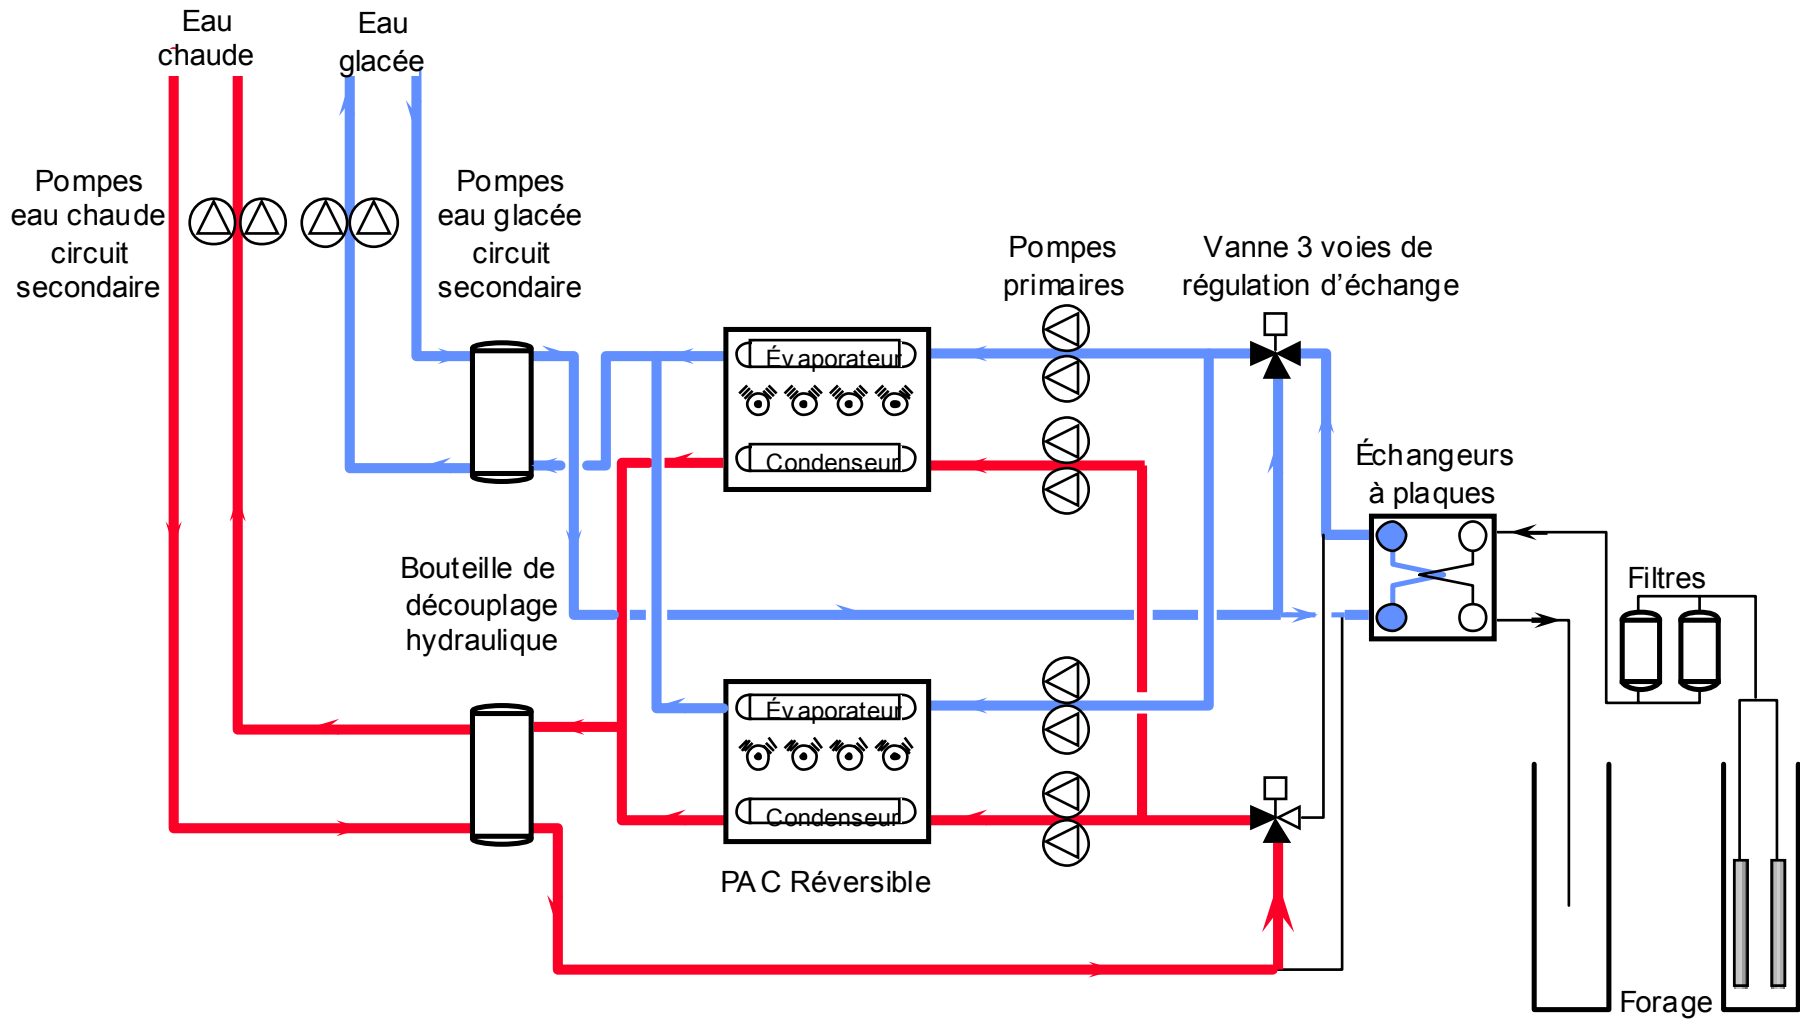 Eau
chaude
Eau
glacée
Pompes
eau chaude
circuit
secondaire
Pompes
eau glacée
circuit
secondaire
Pompes
primaires
Vanne 3 voies de
régulation d'échange
Évaporateur
Condenseur
Échangeurs
à plaques
Bouteille de
découplage
hydraulique
Filtres
Évaporateur
Condenseur
PAC Réversible
Forage